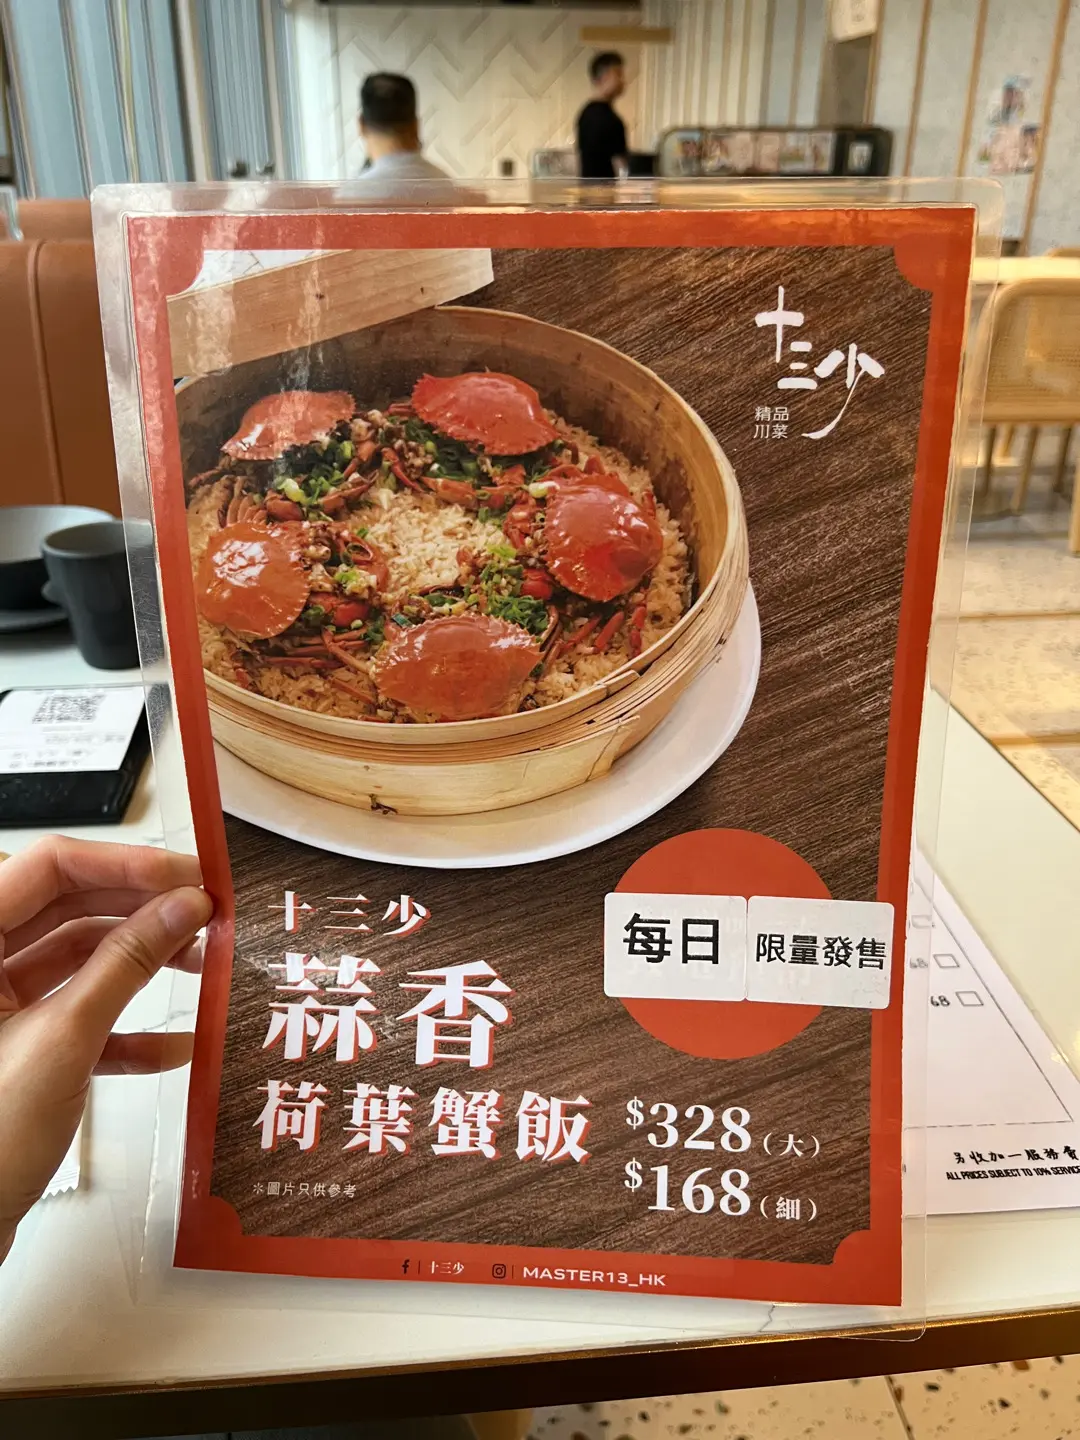 十三少
精品
川菜
十三少
蒜香
荷葉蟹飯
每日 限量發售
$328(大)
$168(細)
*圖片只供參考
十三少 MASTER13_HK
68
68
另收加一服務費
ALL PRICES SUBJECT TO 10% SERVICE